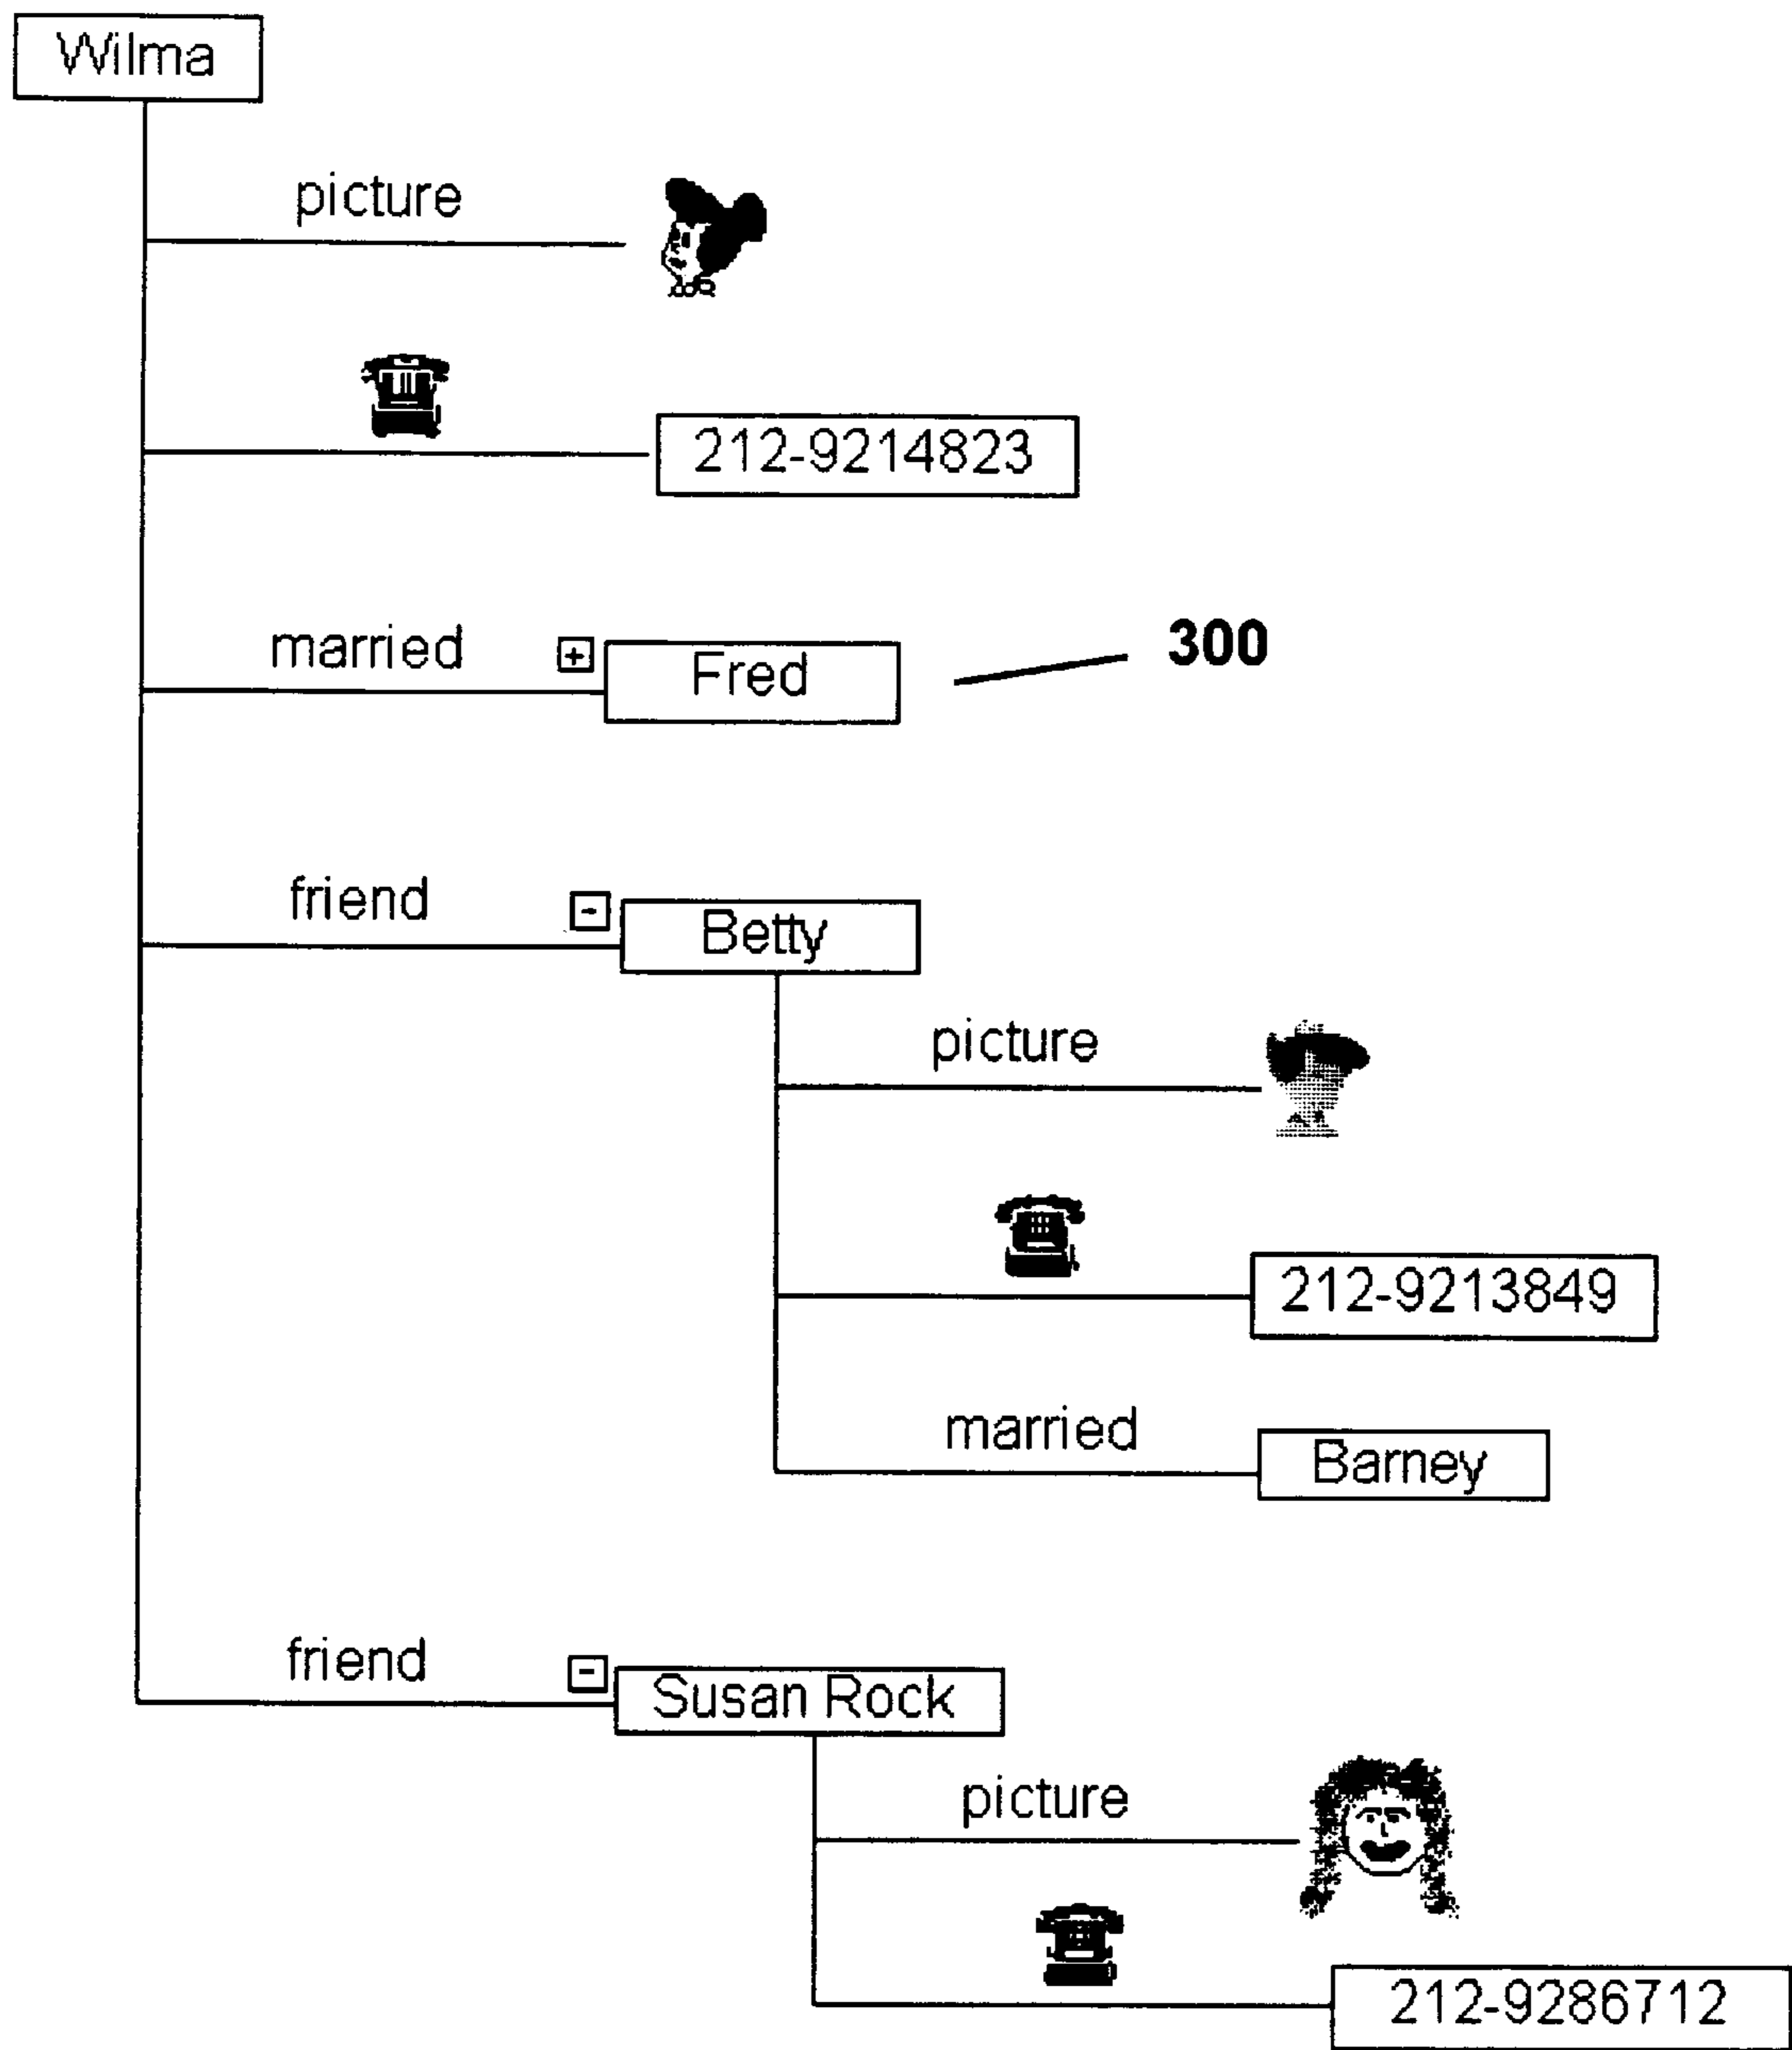 Wilma
picture
212-9214823
married + Fred
300
friend - Betty
picture
212-9213849
married Barney
friend - Susan Rock
picture
212-9286712